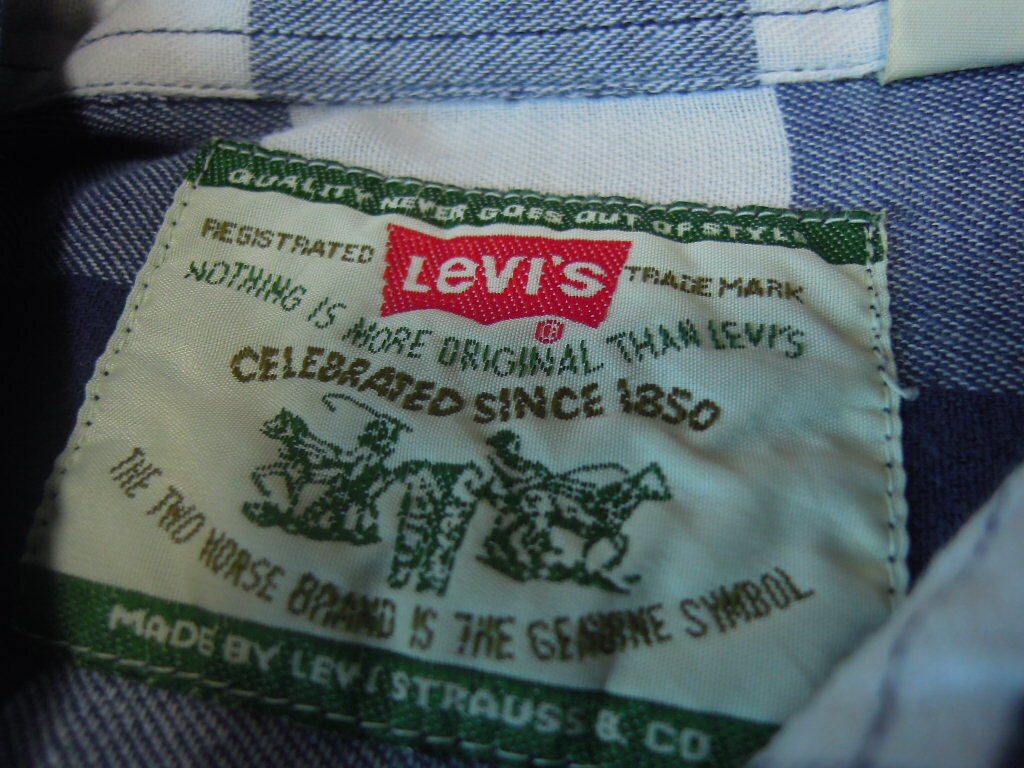 QUALITY NEVER GOES OUT OF STYLE
REGISTRATED LEVI'S TRADE MARK
NOTHING IS MORE ORIGINAL THAN LEVI'S
CELEBRATED SINCE 1850
THE TWO HORSE BRAND IS THE GENUINE SYMBOL
MADE BY LEVI STRAUSS & CO